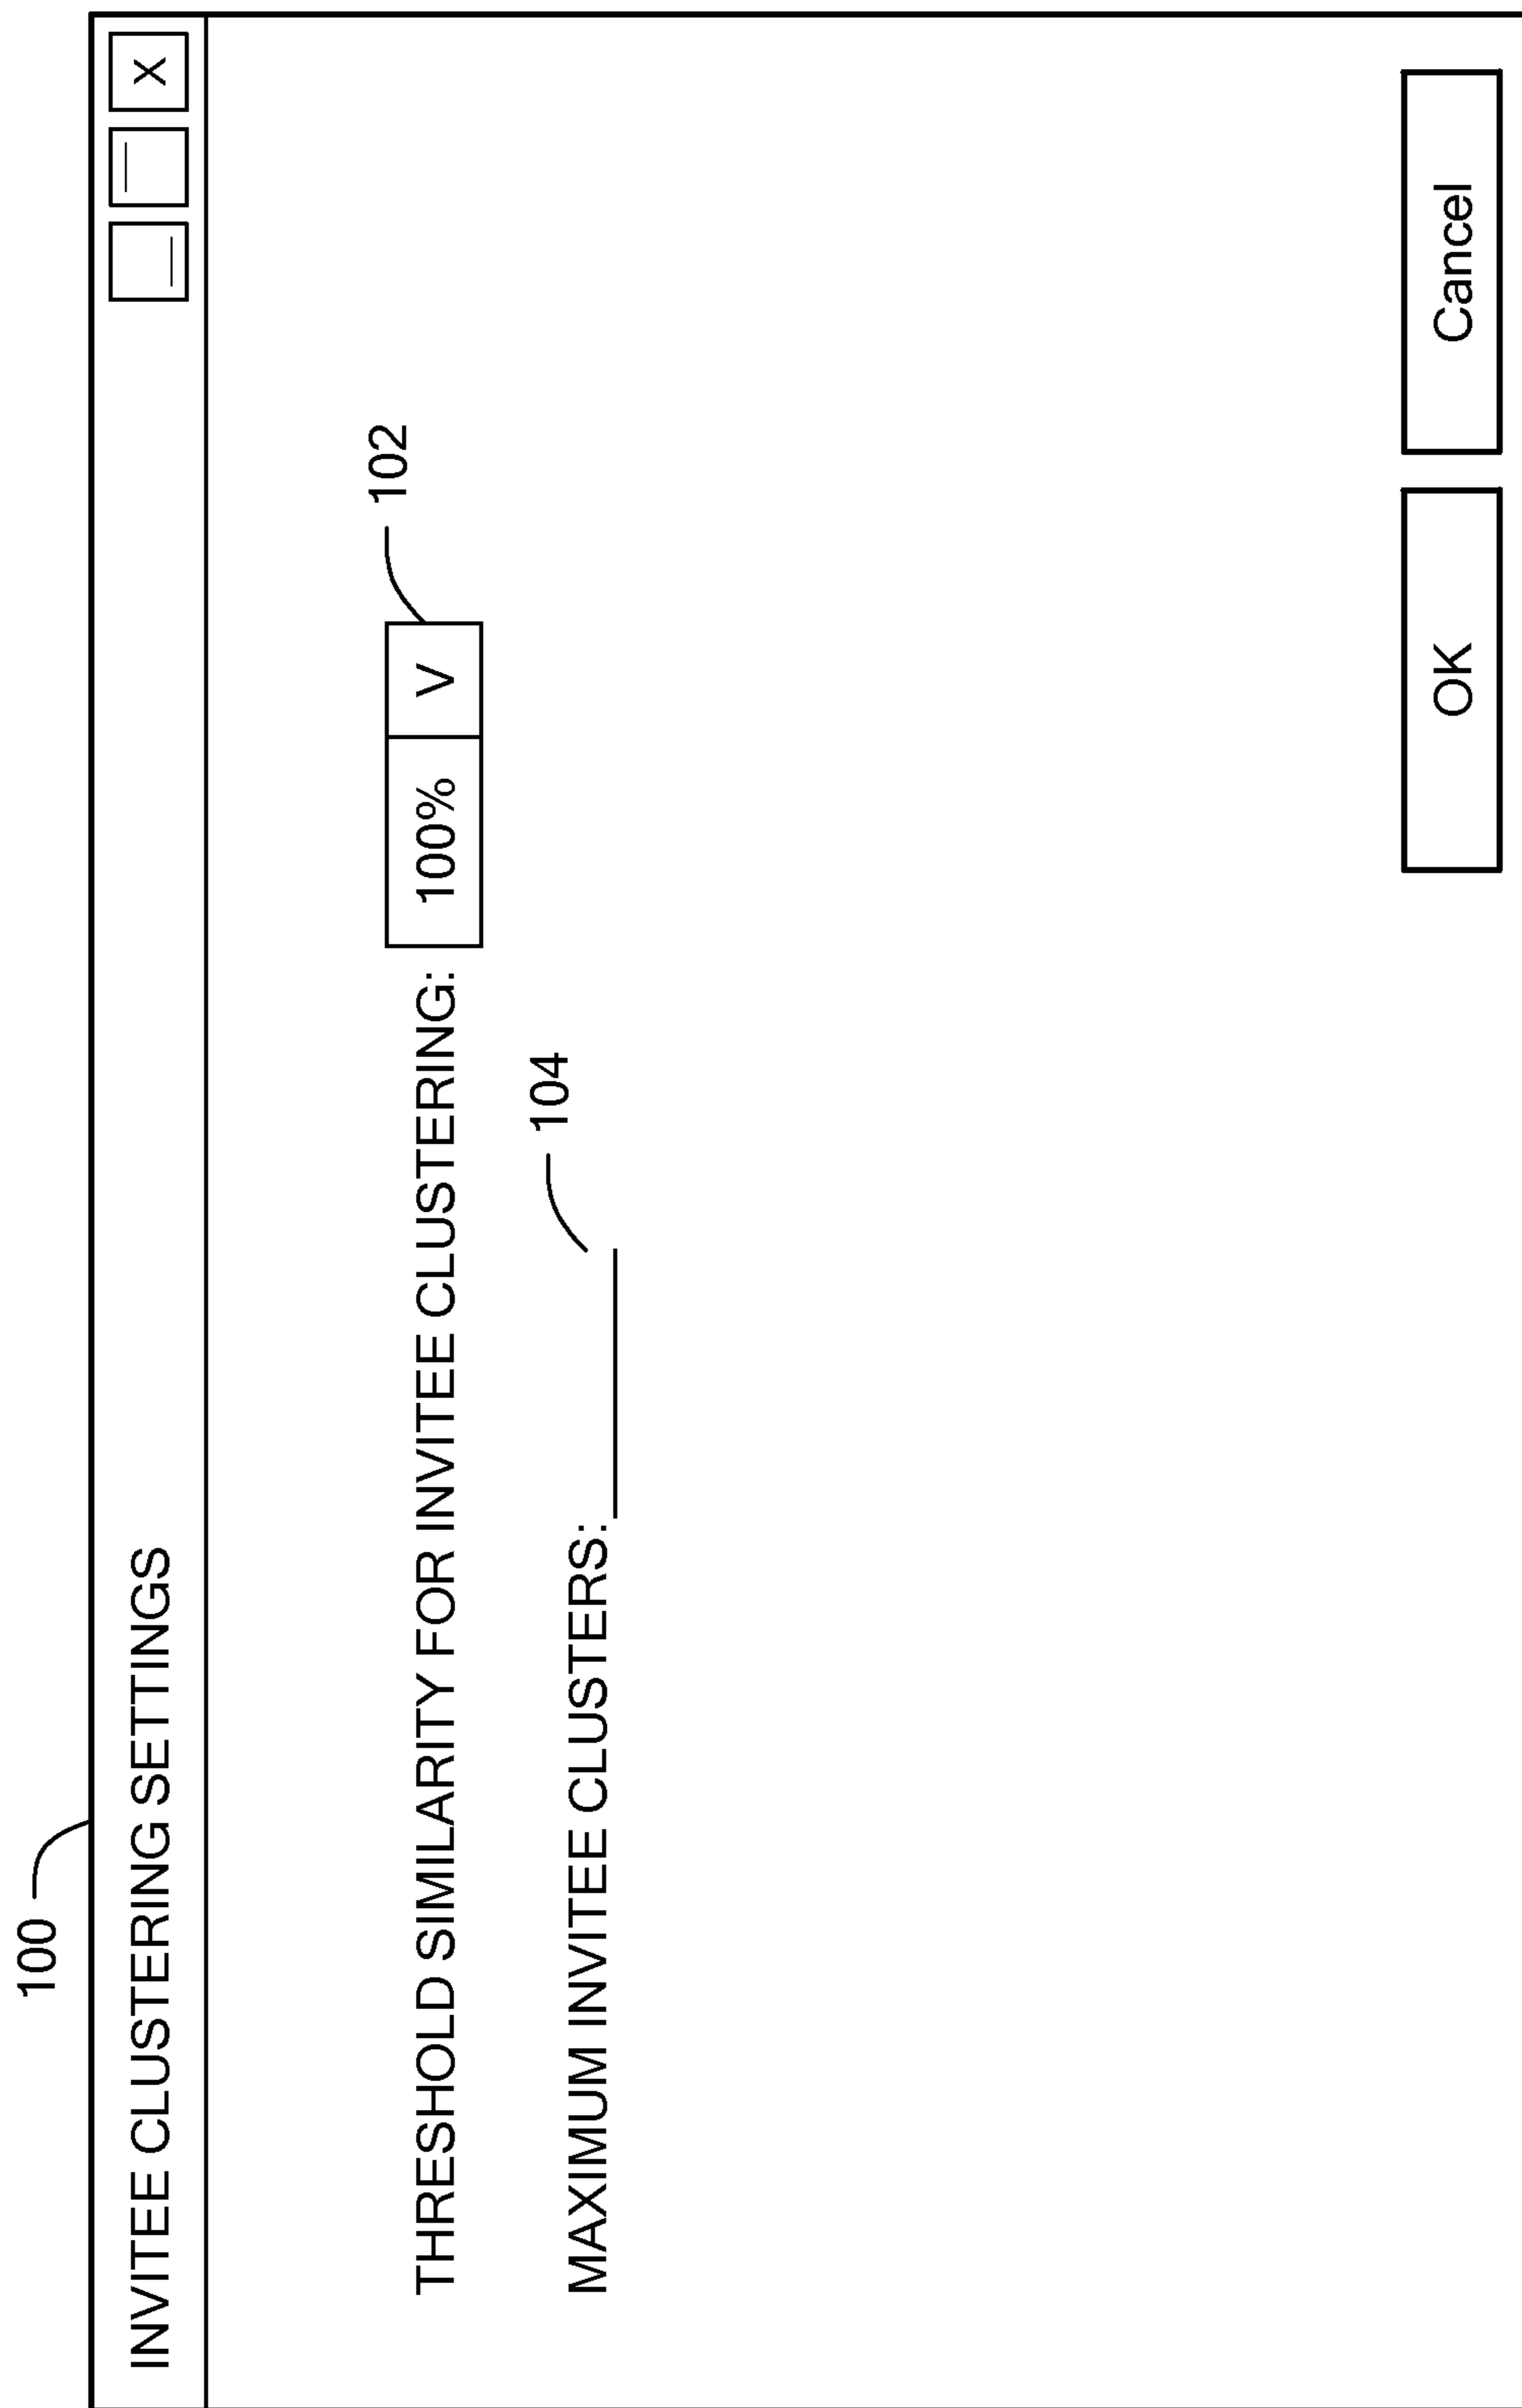 100
INVITEE CLUSTERING SETTINGS
X
102
THRESHOLD SIMILARITY FOR INVITEE CLUSTERING: 100% V
104
MAXIMUM INVITEE CLUSTERS:
OK
Cancel